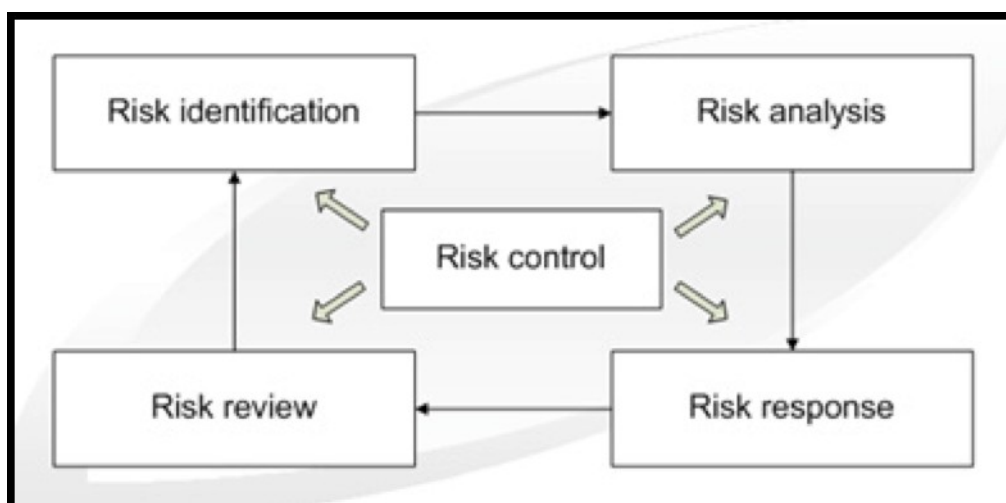 Risk identification
Risk analysis
Risk control
Risk review
Risk response